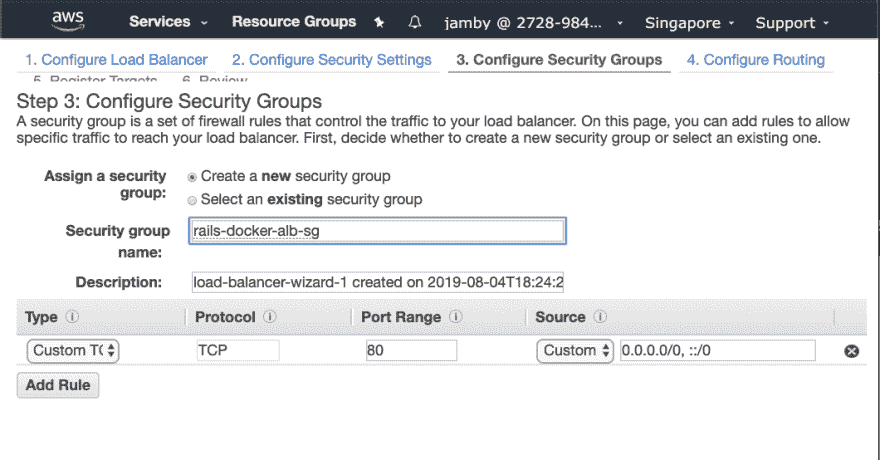 aws Services Resource Groups jamby @ 2728-984... Singapore Support
1. Configure Load Balancer 2. Configure Security Settings 3. Configure Security Groups 4. Configure Routing
5. Register Targets 6. Review
Step 3: Configure Security Groups
A security group is a set of firewall rules that control the traffic to your load balancer. On this page, you can add rules to allow
specific traffic to reach your load balancer. First, decide whether to create a new security group or select an existing one.
Assign a security Create a new security group
group:
Select an existing security group
Security group rails-docker-alb-sg
name:
Description: load-balancer-wizard-1 created on 2019-08-04T18:24:2
Type Protocol Port Range Source
Custom TC TCP 80 Custom 0.0.0.0/0, ::/0
Add Rule